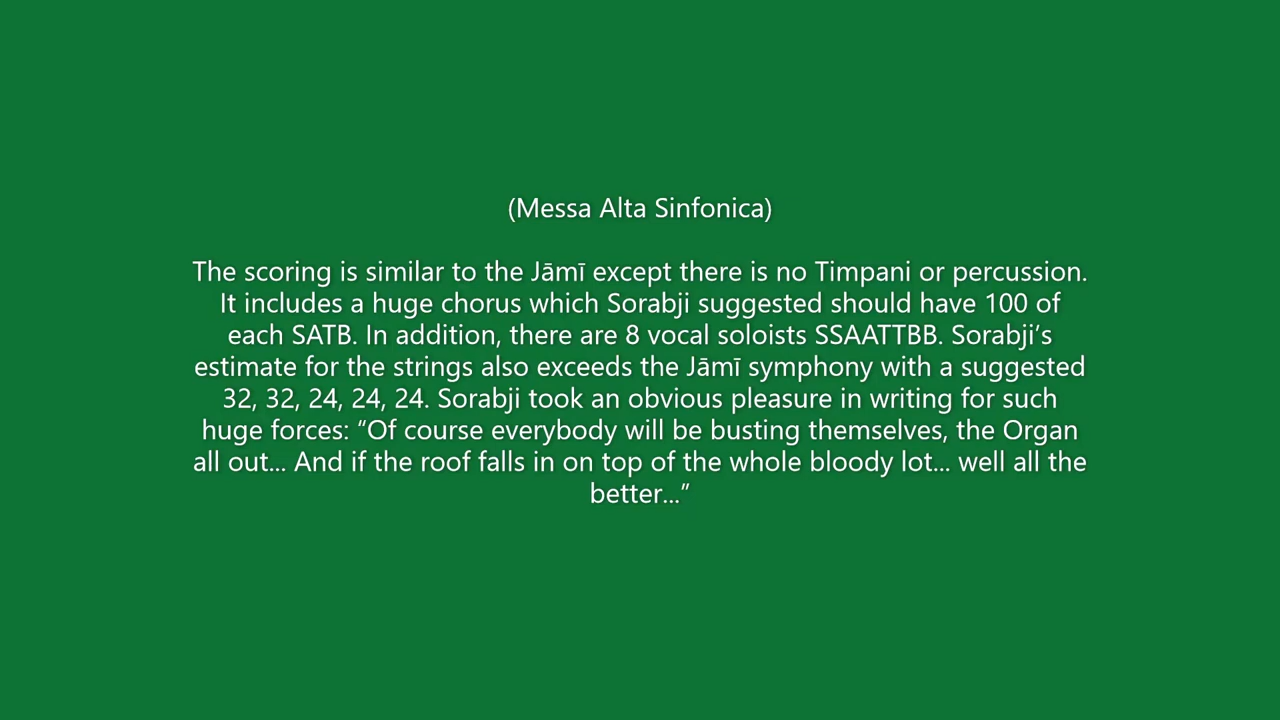 (Messa Alta Sinfonica)
The scoring is similar to the Jāmī except there is no Timpani or percussion.
It includes a huge chorus which Sorabji suggested should have 100 of
each SATB. In addition, there are 8 vocal soloists SSAATTBB. Sorabji’s
estimate for the strings also exceeds the Jāmī symphony with a suggested
32, 32, 24, 24, 24. Sorabji took an obvious pleasure in writing for such
huge forces: “Of course everybody will be busting themselves, the Organ
all out... And if the roof falls in on top of the whole bloody lot... well all the
better...”